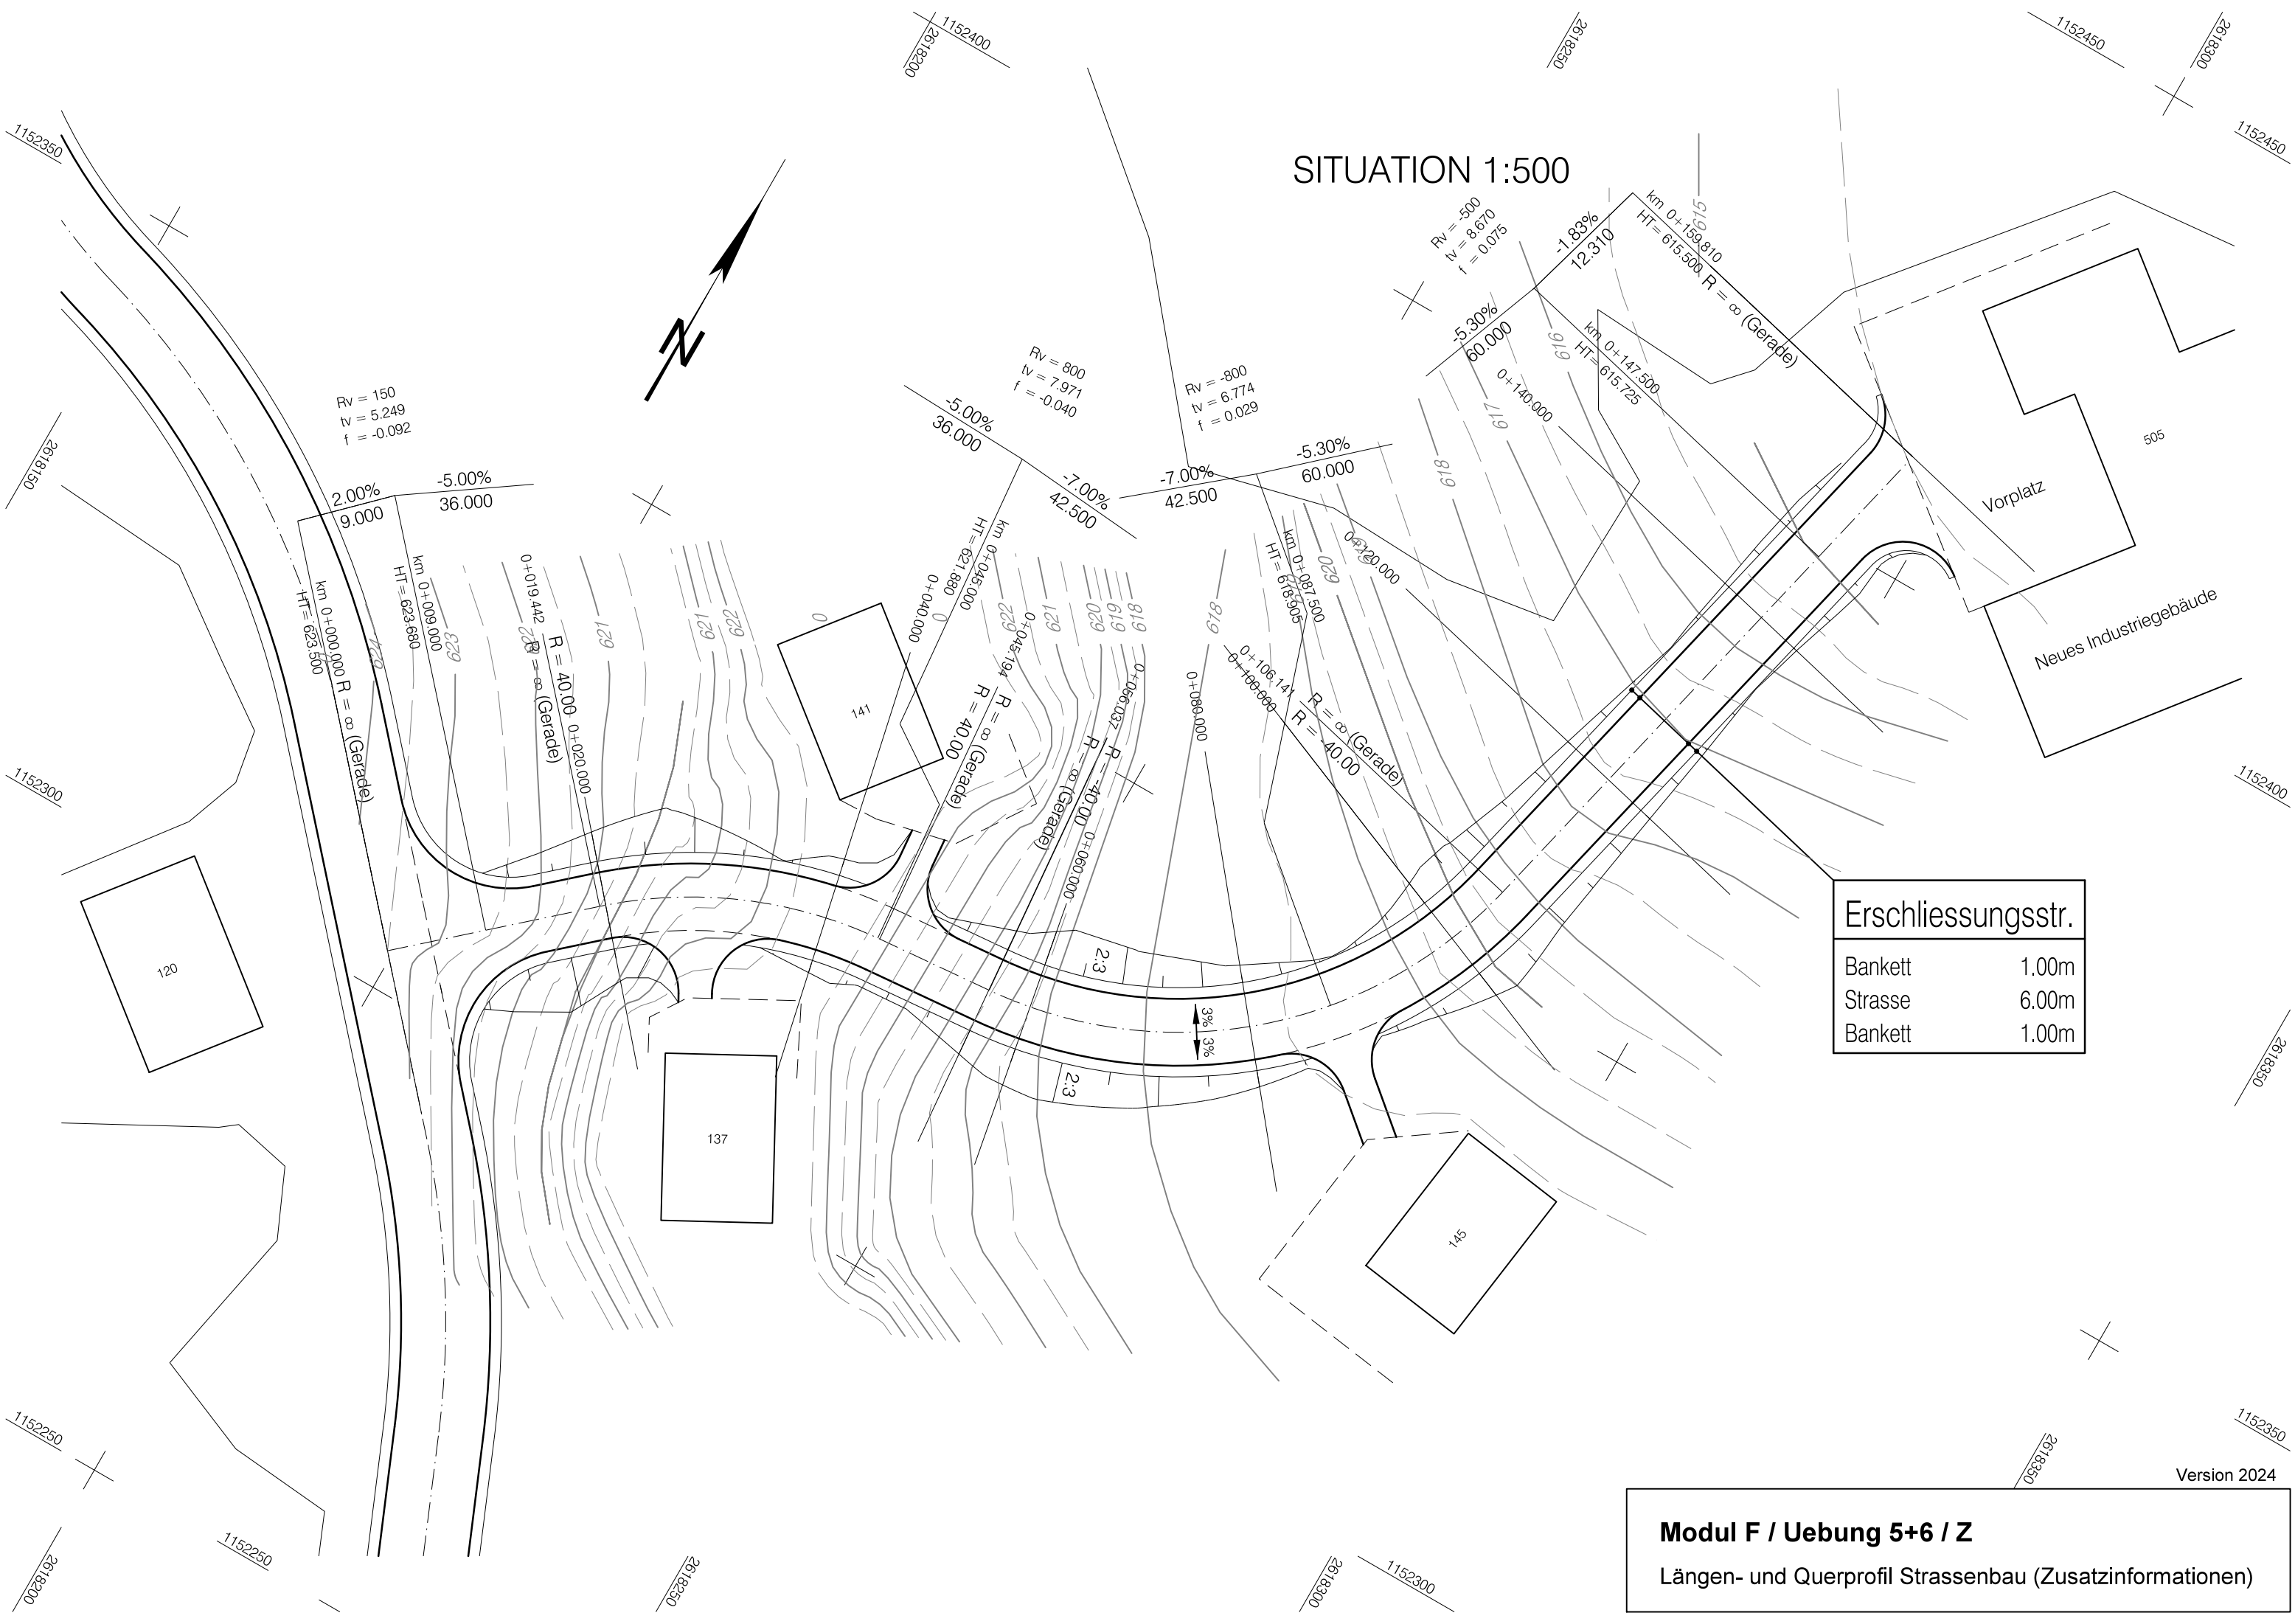 1152400
2618200
2618250
1152450
2618300
1152350
1152450
SITUATION 1:500
Rv = -500
tv = 8.670
f = 0.075
-1.83%
12.310
km 0+159.810
HT= 615.500
R = ∞ (Gerade)
615
-5.30%
60.000
616
km 0+147.500
HT= 615.725
617
0+140.000
618
N
Rv = 150
tv = 5.249
f = -0.092
Rv = 800
tv = 7.971
f = -0.040
Rv = -800
tv = 6.774
f = 0.029
2618150
2.00%
9.000
-5.00%
36.000
-5.00%
36.000
-7.00%
42.500
-7.00%
42.500
-5.30%
60.000
505
Vorplatz
Neues Industriegebäude
km 0+000.000
HT= 623.500
R = ∞ (Gerade)
624
km 0+009.000
HT= 623.680
623
0+019.442
R = 40.00
R = ∞ (Gerade)
622
0+020.000
621
621
622
0
141
0+040.000
0
km 0+045.000
HT= 621.880
622
0+045.194
R = ∞ (Gerade)
R = 40.00
621
620
619
618
0+056.037
R = -40.00
R = ∞ (Gerade)
0+060.000
618
0+080.000
km 0+087.500
HT= 618.905
620
0+120.000
0+106.141
0+100.000
R = ∞ (Gerade)
R = -40.00
1152300
1152400
120
137
145
2:3
2:3
3%
3%
Erschliessungsstr.
Bankett 1.00m
Strasse 6.00m
Bankett 1.00m
2618350
1152250
1152350
2618350
2618200
1152250
2618250
2618300
1152300
Version 2024
Modul F / Uebung 5+6 / Z
Längen- und Querprofil Strassenbau (Zusatzinformationen)